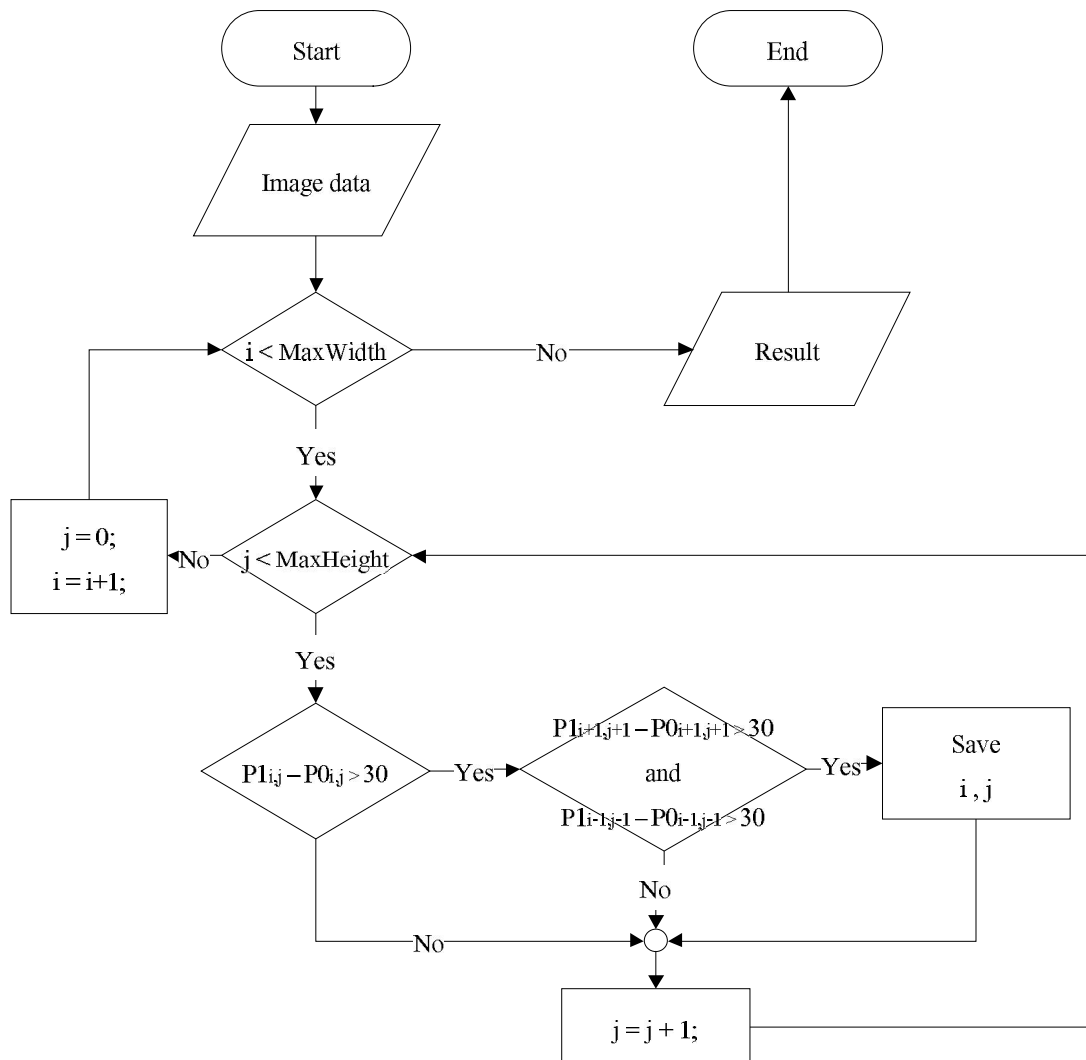 Start
End
Image data
i < MaxWidth
No
Result
Yes
j = 0;
i = i+1;
No
j < MaxHeight
Yes
P1i,j – P0i,j > 30
Yes
P1i+1,j+1 – P0i+1,j+1 > 30
and
P1i-1,j-1 – P0i-1,j-1 > 30
Yes
Save
i , j
No
No
j = j + 1;